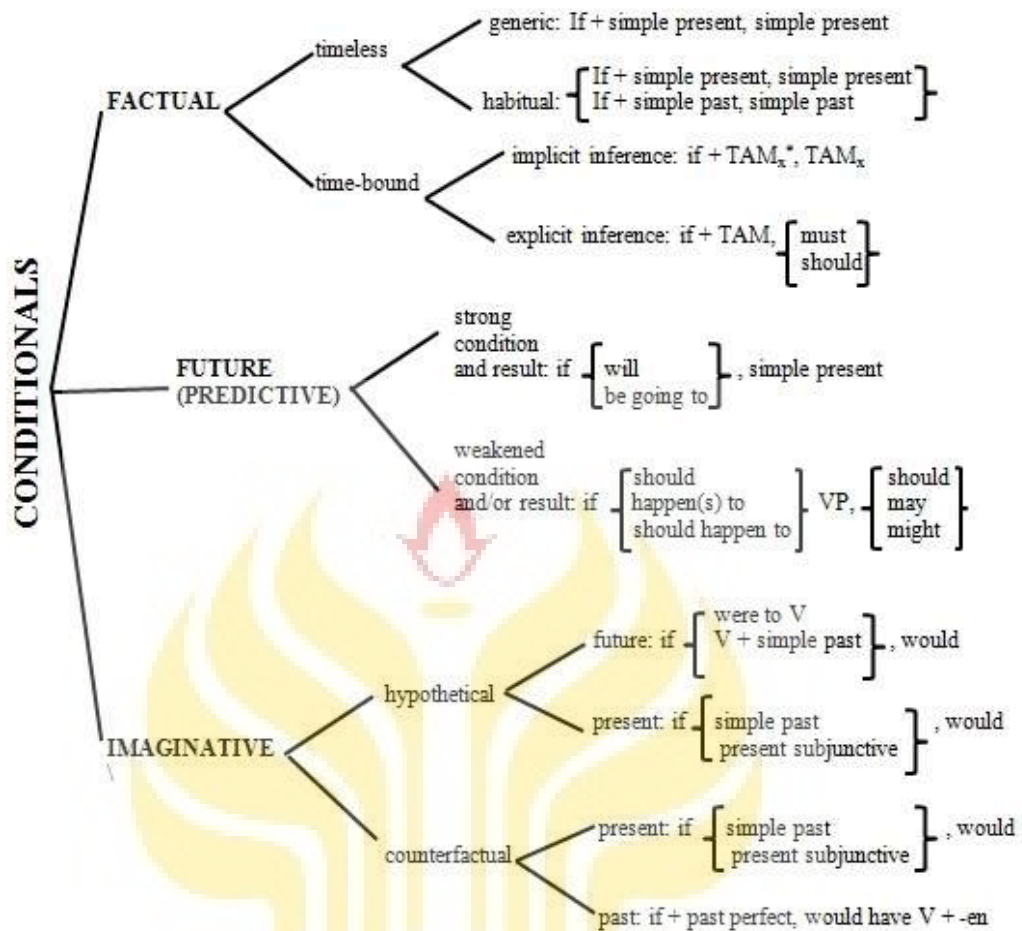 CONDITIONALS
FACTUAL
timeless
generic: If + simple present, simple present
habitual: { If + simple present, simple present
If + simple past, simple past }
time-bound
implicit inference: if + TAMx*, TAMx
explicit inference: if + TAM, [ must
should ]
FUTURE
(PREDICTIVE)
strong
condition
and result: if { will
be going to } , simple present
weakened
condition
and/or result: if { should
happen(s) to
should happen to } VP, { should
may
might }
IMAGINATIVE
hypothetical
future: if { were to V
V + simple past } , would
present: if { simple past
present subjunctive } , would
counterfactual
present: if { simple past
present subjunctive } , would
past: if + past perfect, would have V + -en